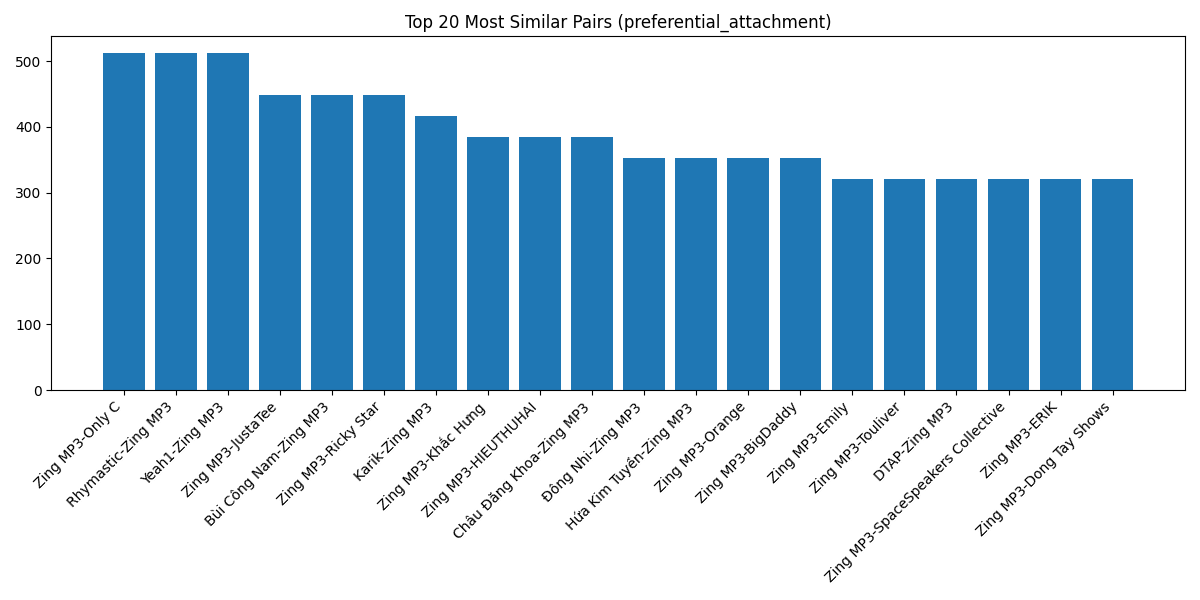 Top 20 Most Similar Pairs (preferential_attachment)
500
400
300
200
100
0
Zing MP3-Only C
Rhymastic-Zing MP3
Yeah1-Zing MP3
Zing MP3-JustaTee
Bùi Công Nam-Zing MP3
Zing MP3-Ricky Star
Karik-Zing MP3
Zing MP3-Khắc Hưng
Zing MP3-HIEUTHUHAI
Châu Đăng Khoa-Zing MP3
Đông Nhi-Zing MP3
Hứa Kim Tuyền-Zing MP3
Zing MP3-Orange
Zing MP3-BigDaddy
Zing MP3-Emily
Zing MP3-Touliver
DTAP-Zing MP3
Zing MP3-SpaceSpeakers Collective
Zing MP3-ERIK
Zing MP3-Dong Tay Shows